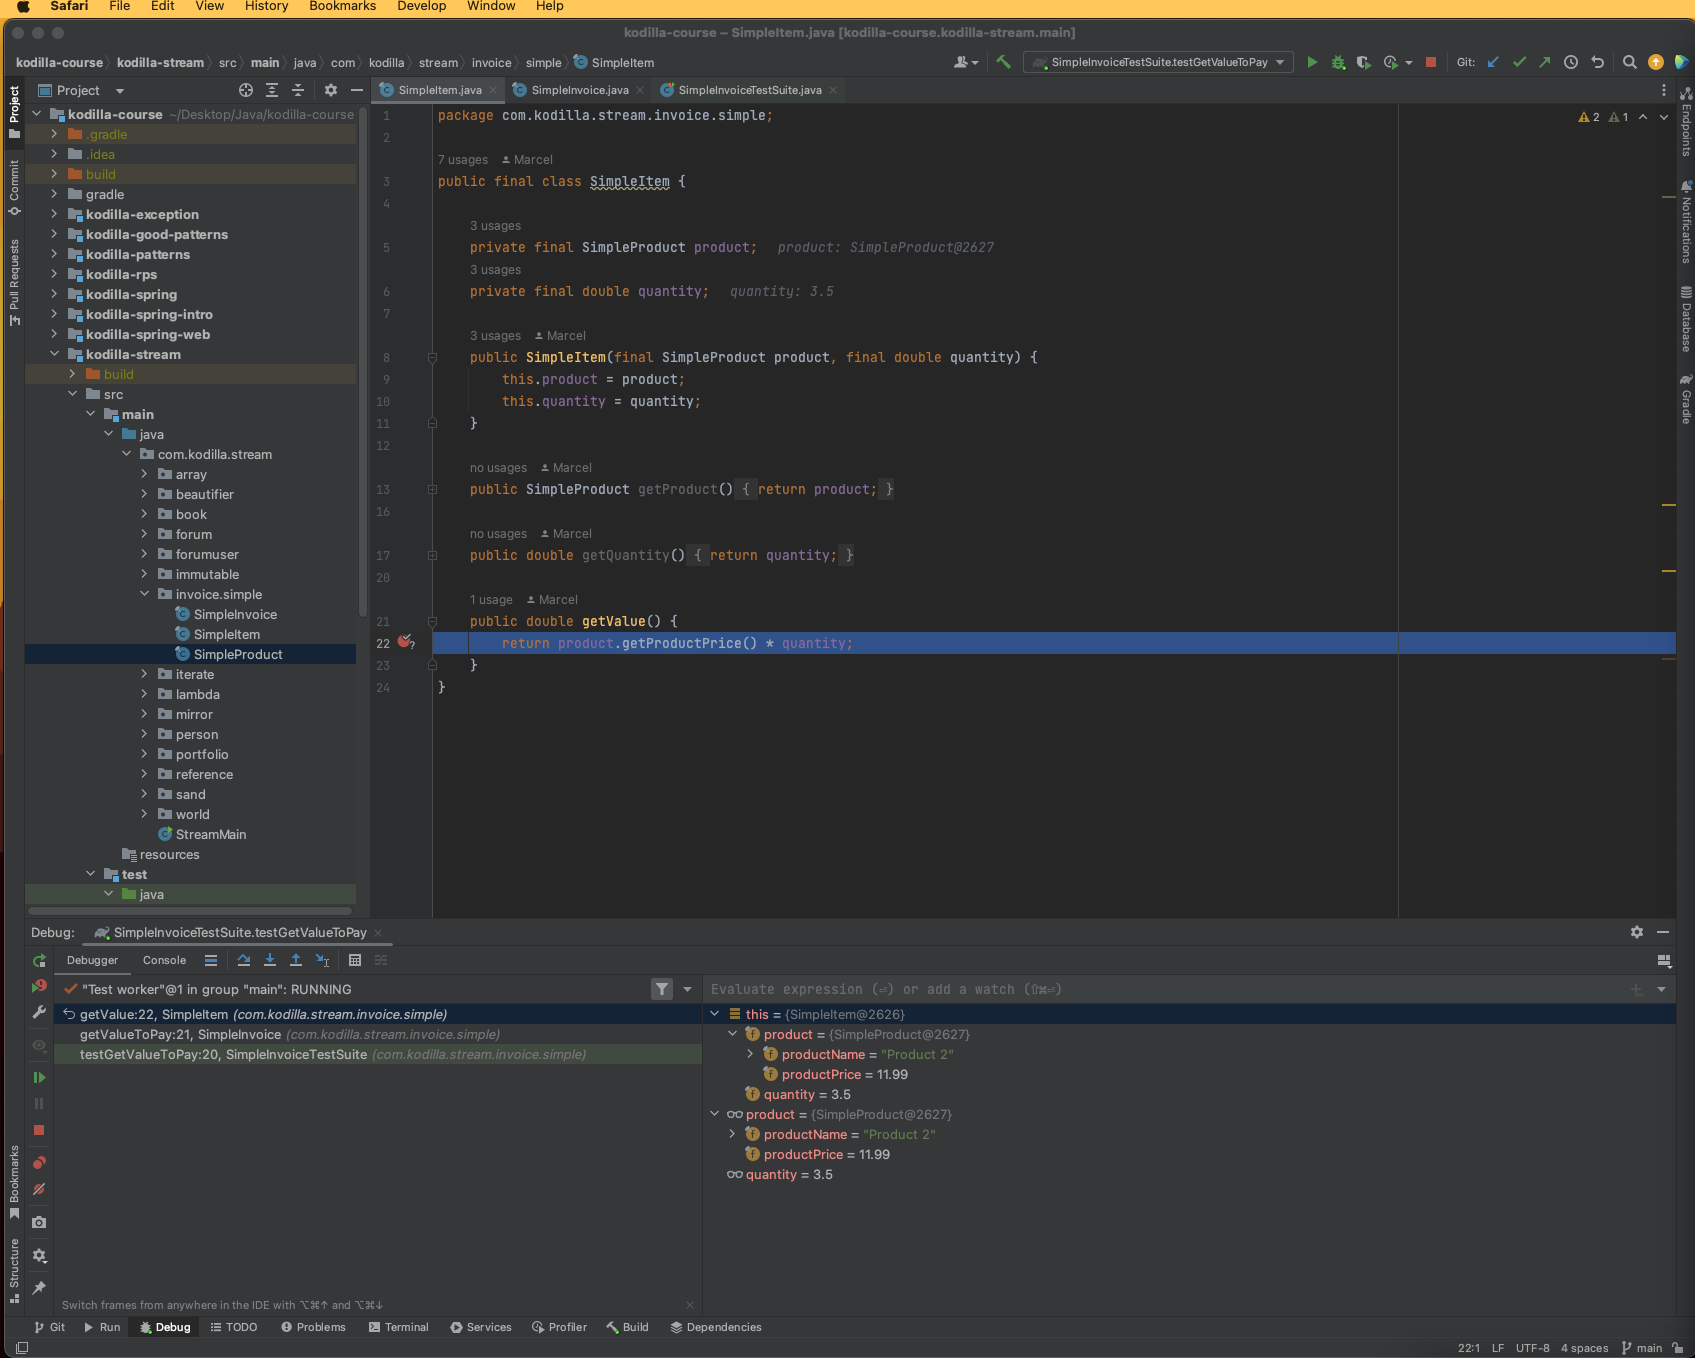 Safari File Edit View History Bookmarks Develop Window Help
kodilla-course – SimpleItem.java [kodilla-course.kodilla-stream.main]
kodilla-course kodilla-stream src main java com kodilla stream invoice simple SimpleItem
SimpleInvoiceTestSuite.testGetValueToPay
Git:
Project
SimpleItem.java
SimpleInvoice.java
SimpleInvoiceTestSuite.java
Project
Commit
Pull Requests
Bookmarks
Structure
kodilla-course ~/Desktop/Java/kodilla-course
.gradle
.idea
build
gradle
kodilla-exception
kodilla-good-patterns
kodilla-patterns
kodilla-rps
kodilla-spring
kodilla-spring-intro
kodilla-spring-web
kodilla-stream
build
src
main
java
com.kodilla.stream
array
beautifier
book
forum
forumuser
immutable
invoice.simple
SimpleInvoice
SimpleItem
SimpleProduct
iterate
lambda
mirror
person
portfolio
reference
sand
world
StreamMain
resources
test
java
1 package com.kodilla.stream.invoice.simple;
2
7 usages Marcel
3 public final class SimpleItem {
4
3 usages
5 private final SimpleProduct product; product: SimpleProduct@2627
3 usages
6 private final double quantity; quantity: 3.5
7
3 usages Marcel
8 public SimpleItem(final SimpleProduct product, final double quantity) {
9 this.product = product;
10 this.quantity = quantity;
11 }
12
no usages Marcel
13 public SimpleProduct getProduct() { return product; }
16
no usages Marcel
17 public double getQuantity() { return quantity; }
20
1 usage Marcel
21 public double getValue() {
22 return product.getProductPrice() * quantity;
23 }
24 }
2 1
Endpoints
Notifications
Database
Gradle
Debug: SimpleInvoiceTestSuite.testGetValueToPay
Debugger Console
"Test worker"@1 in group "main": RUNNING
getValue:22, SimpleItem (com.kodilla.stream.invoice.simple)
getValueToPay:21, SimpleInvoice (com.kodilla.stream.invoice.simple)
testGetValueToPay:20, SimpleInvoiceTestSuite (com.kodilla.stream.invoice.simple)
Switch frames from anywhere in the IDE with ⌥⌘↑ and ⌥⌘↓
Evaluate expression (⏎) or add a watch (⇧⌘⏎)
this = {SimpleItem@2626}
product = {SimpleProduct@2627}
productName = "Product 2"
productPrice = 11.99
quantity = 3.5
product = {SimpleProduct@2627}
productName = "Product 2"
productPrice = 11.99
quantity = 3.5
Git Run Debug TODO Problems Terminal Services Profiler Build Dependencies
22:1 LF UTF-8 4 spaces main